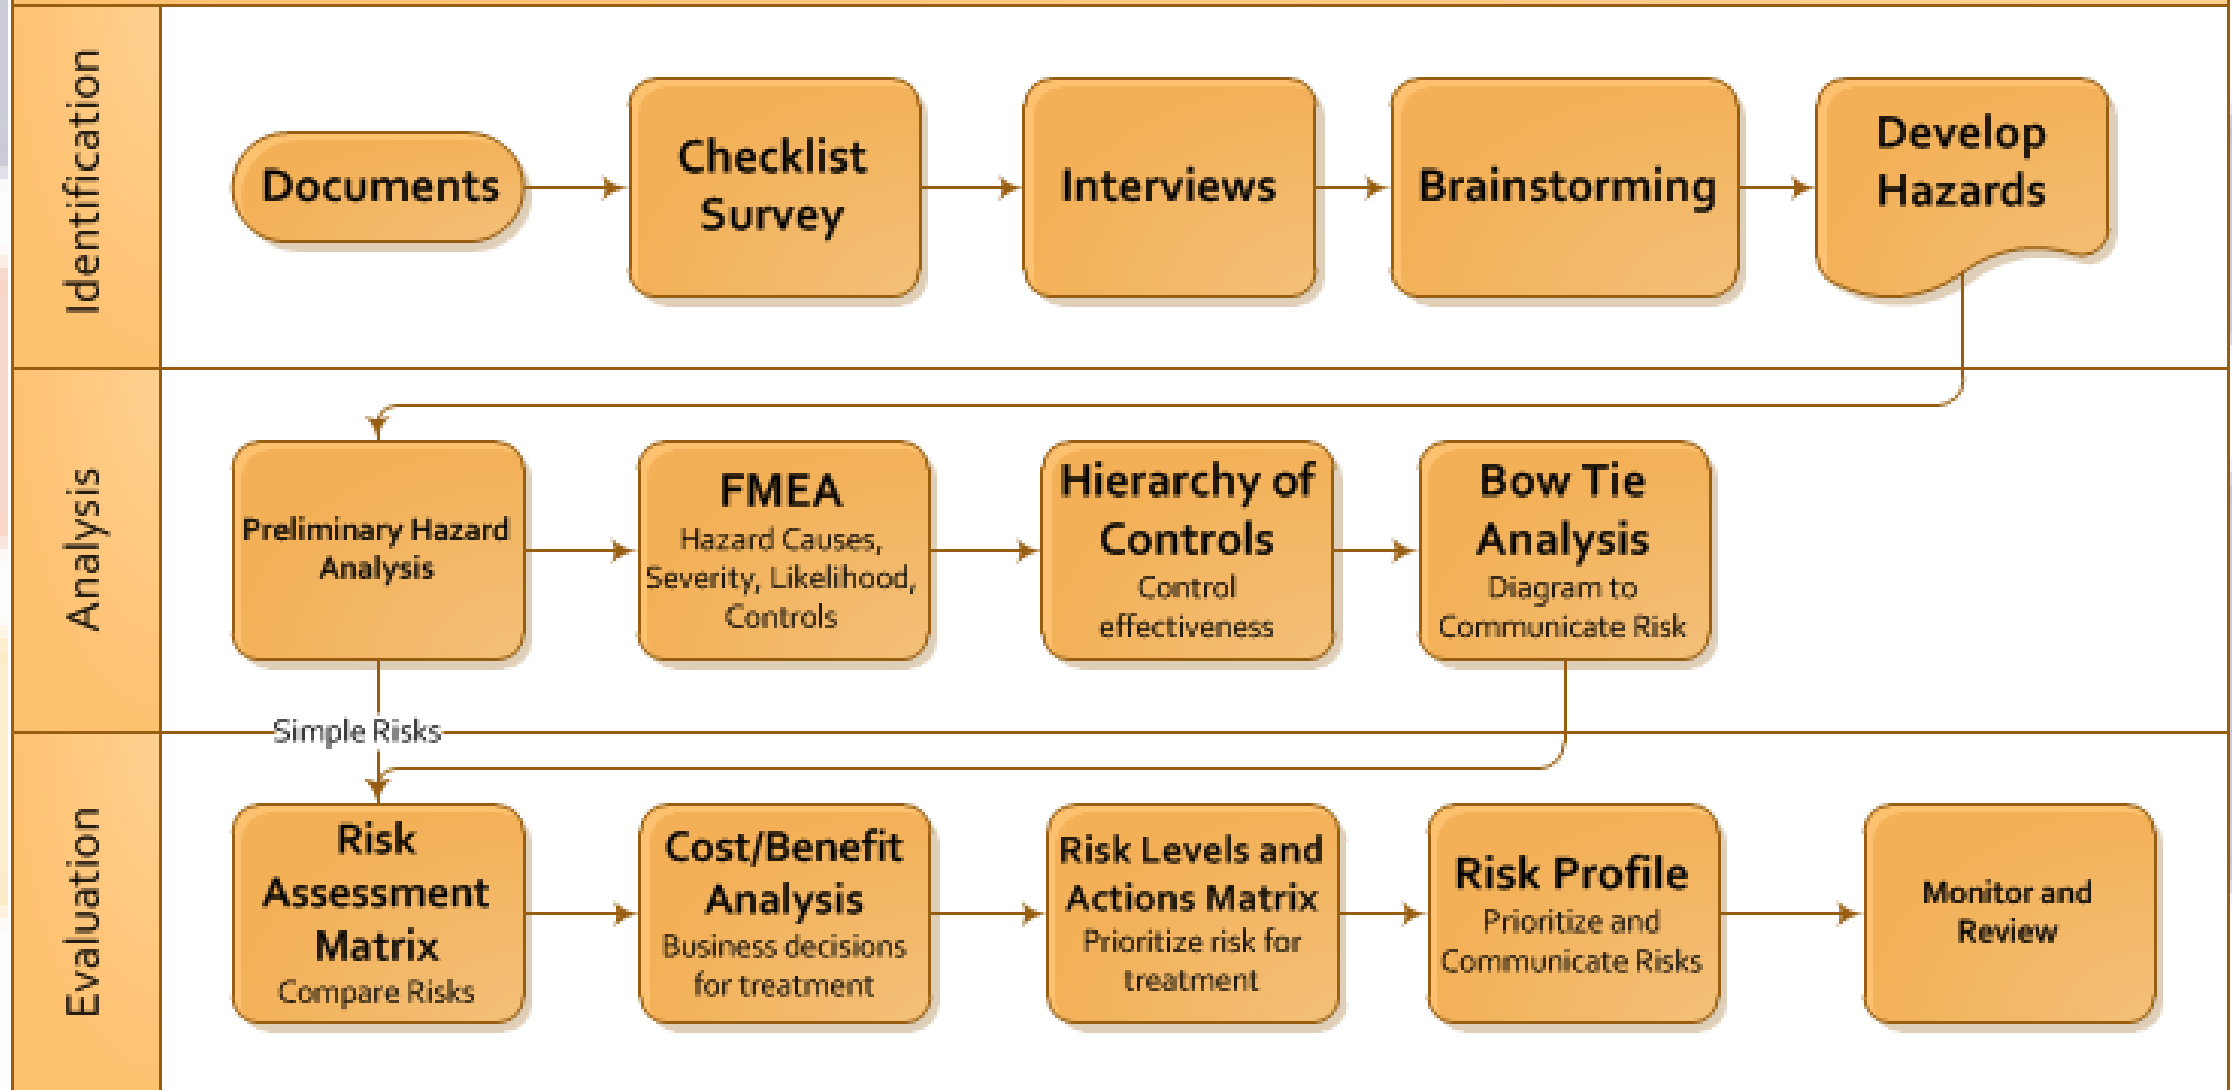 Identification
Documents
Checklist
Survey
Interviews
Brainstorming
Develop
Hazards
Analysis
Preliminary Hazard
Analysis
FMEA
Hazard Causes,
Severity, Likelihood,
Controls
Hierarchy of
Controls
Control
effectiveness
Bow Tie
Analysis
Diagram to
Communicate Risk
Simple Risks
Evaluation
Risk
Assessment
Matrix
Compare Risks
Cost/Benefit
Analysis
Business decisions
for treatment
Risk Levels and
Actions Matrix
Prioritize risk for
treatment
Risk Profile
Prioritize and
Communicate Risks
Monitor and
Review